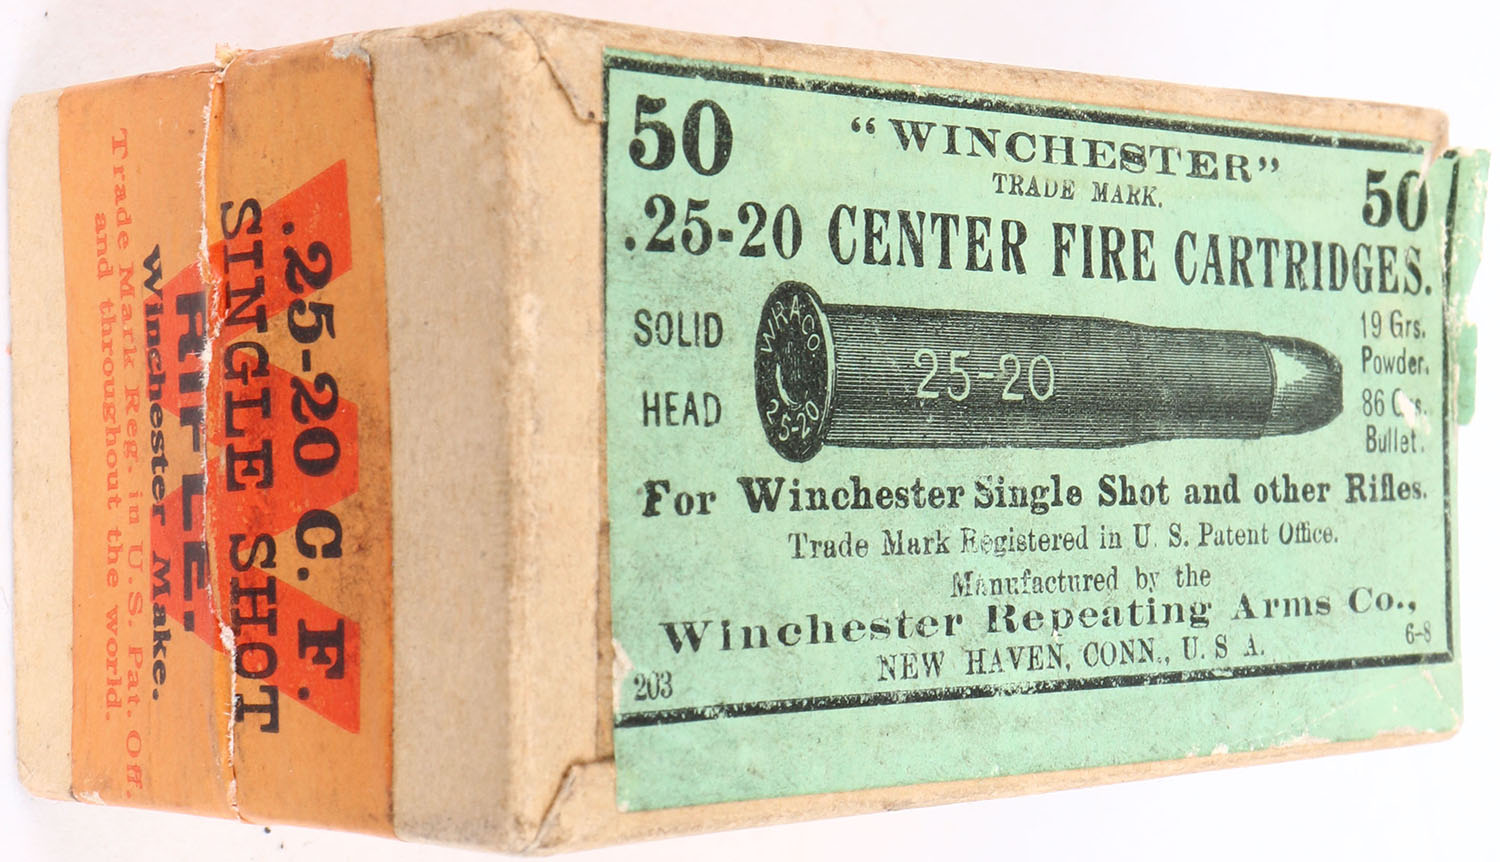 50 "WINCHESTER" 50
TRADE MARK.
.25-20 CENTER FIRE CARTRIDGES.
SOLID
HEAD
W.R.A.CO.
25-20
25-20
19 Grs.
Powder.
86 Grs.
Bullet.
For Winchester Single Shot and other Rifles.
Trade Mark Registered in U. S. Patent Office.
Manufactured by the
Winchester Repeating Arms Co.,
NEW HAVEN, CONN., U. S A.
203
6-8
.25-20 C. F.
SINGLE SHOT
RIFLE.
Winchester Make.
Trade Mark Reg. in U. S. Pat. Off.
and throughout the world.
W